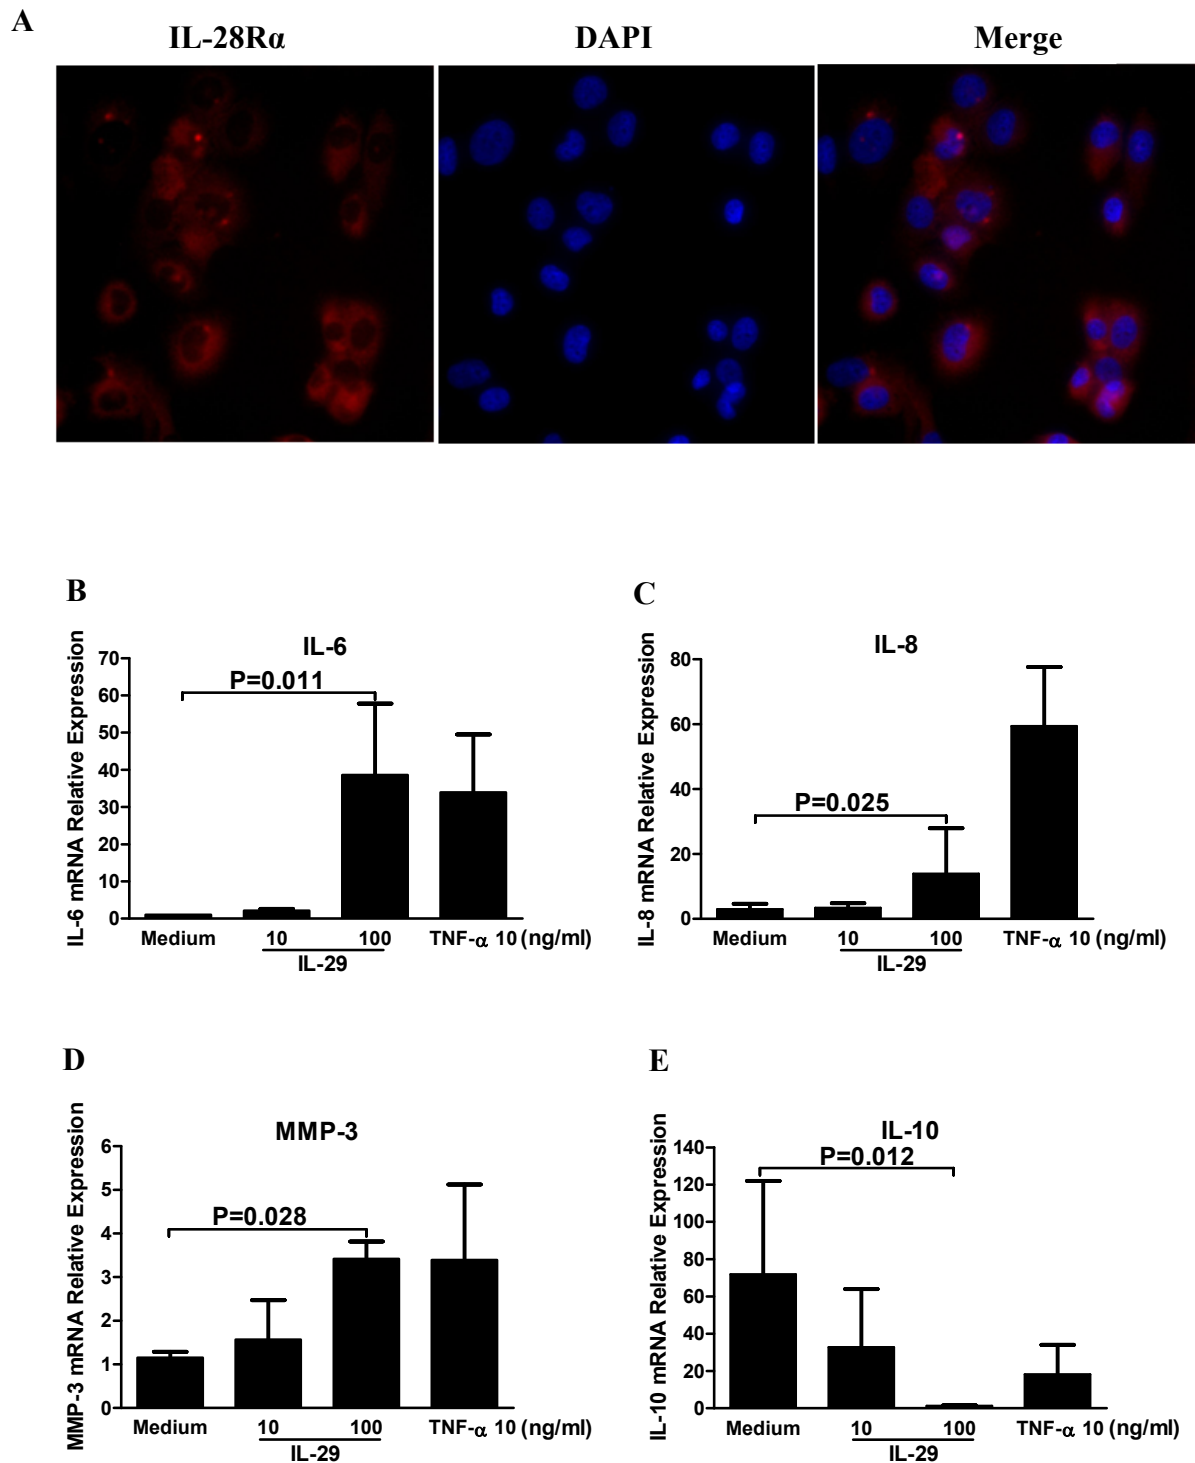 A
IL-28Rα DAPI Merge
B
IL-6
IL-6 mRNA Relative Expression
70
60
50
40
30
20
10
0
P=0.011
Medium 10 100 TNF-α 10 (ng/ml)
IL-29
C
IL-8
IL-8 mRNA Relative Expression
80
60
40
20
0
P=0.025
Medium 10 100 TNF-α 10 (ng/ml)
IL-29
D
MMP-3
MMP-3 mRNA Relative Expression
6
5
4
3
2
1
0
P=0.028
Medium 10 100 TNF-α 10 (ng/ml)
IL-29
E
IL-10
IL-10 mRNA Relative Expression
140
120
100
80
60
40
20
0
P=0.012
Medium 10 100 TNF-α 10 (ng/ml)
IL-29